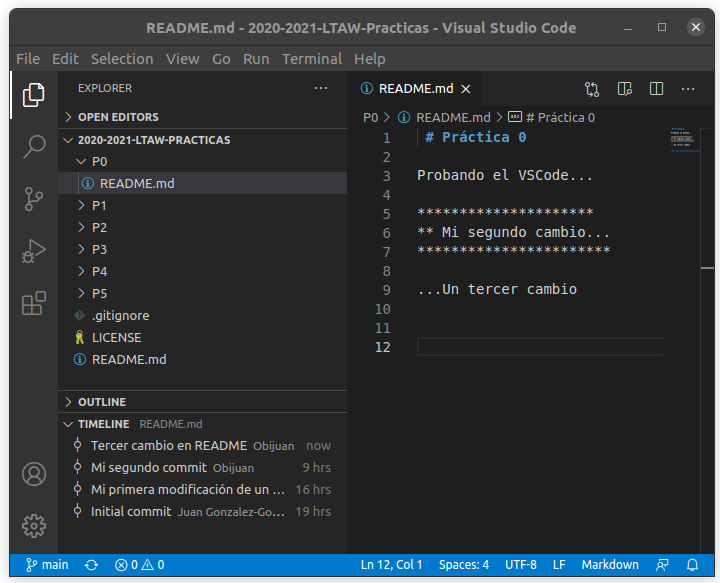 README.md - 2020-2021-LTAW-Practicas - Visual Studio Code
File Edit Selection View Go Run Terminal Help
EXPLORER
OPEN EDITORS
2020-2021-LTAW-PRACTICAS
P0
README.md
P1
P2
P3
P4
P5
.gitignore
LICENSE
README.md
OUTLINE
TIMELINE README.md
Tercer cambio en README Obijuan now
Mi segundo commit Obijuan 9 hrs
Mi primera modificación de un ... 16 hrs
Initial commit Juan Gonzalez-Go... 19 hrs
README.md
P0 > README.md > # Práctica 0
1 # Práctica 0
2
3 Probando el VSCode...
4
5 *********************
6 ** Mi segundo cambio...
7 ***********************
8
9 ...Un tercer cambio
10
11
12
main 0 0 Ln 12, Col 1 Spaces: 4 UTF-8 LF Markdown